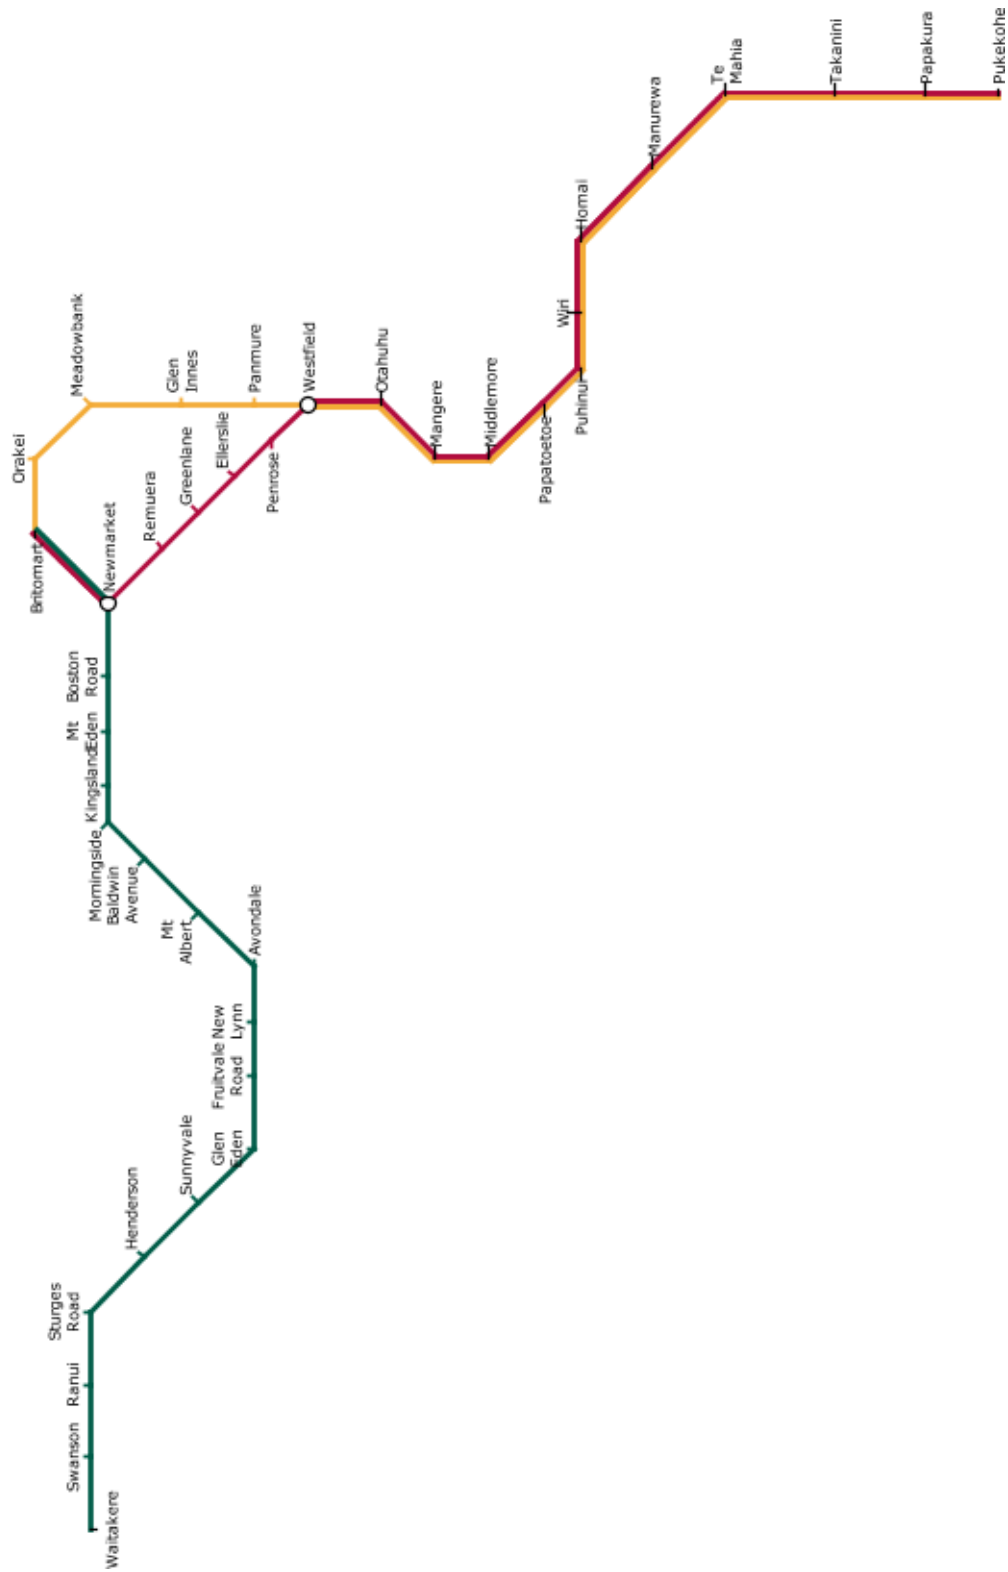 Pukekohe
Papakura
Takanini
Te
Mahia
Manurewa
Homai
Wiri
Puhinui
Papatoetoe
Middlemore
Mangere
Otahuhu
Westfield
Panmure
Glen
Innes
Meadowbank
Orakei
Britomart
Newmarket
Remuera
Greenlane
Ellerslie
Penrose
Boston
Road
Mt
Eden
Kingsland
Morningside
Baldwin
Avenue
Mt
Albert
Avondale
New
Lynn
Fruitvale
Road
Glen
Eden
Sunnyvale
Henderson
Sturges
Road
Ranui
Swanson
Waitakere